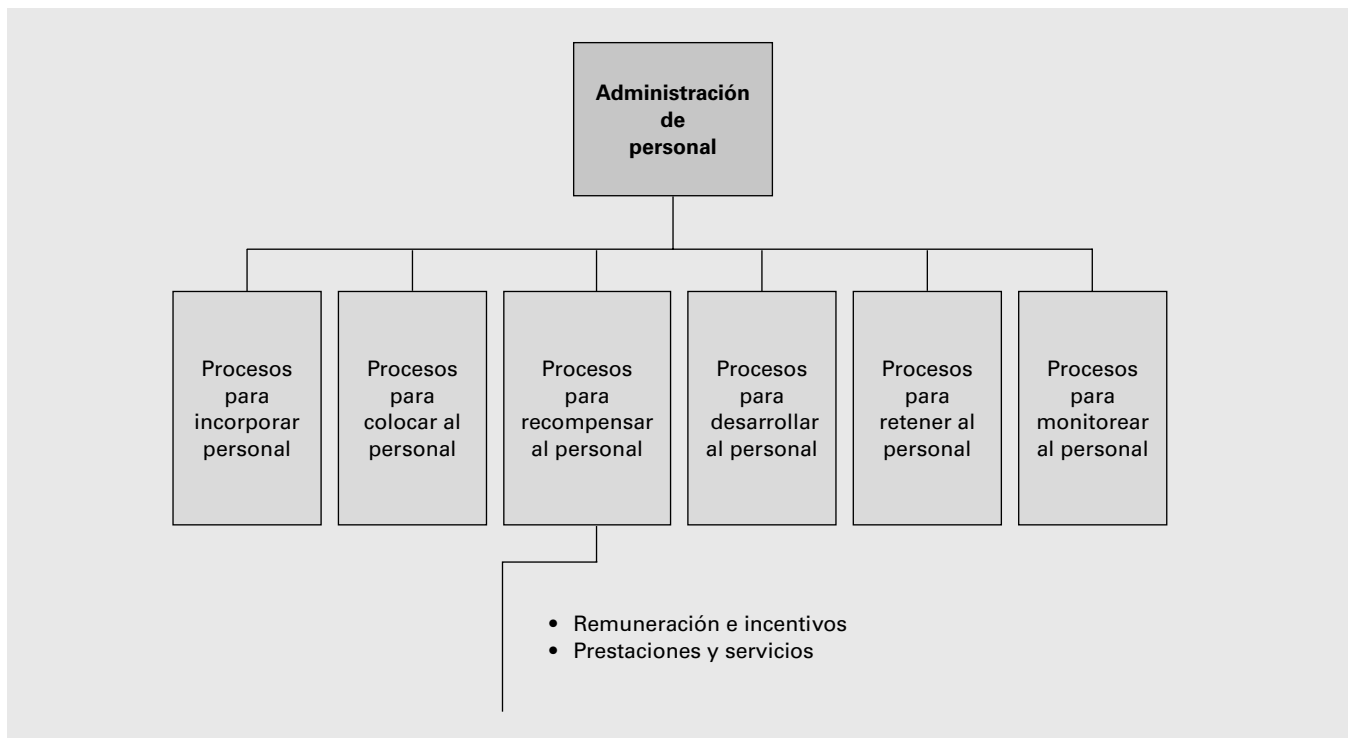 Administración
de
personal
Procesos
para
incorporar
personal
Procesos
para
colocar al
personal
Procesos
para
recompensar
al personal
Procesos
para
desarrollar
al personal
Procesos
para
retener al
personal
Procesos
para
monitorear
al personal
• Remuneración e incentivos
• Prestaciones y servicios